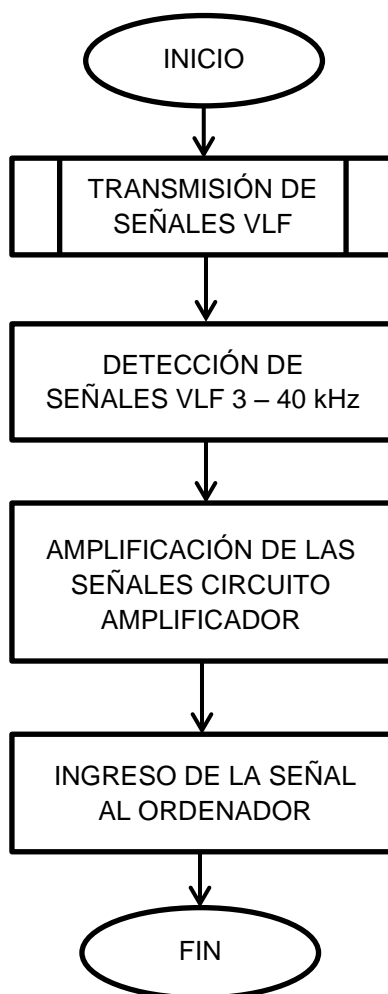 INICIO
TRANSMISIÓN DE
SEÑALES VLF
DETECCIÓN DE
SEÑALES VLF 3 – 40 kHz
AMPLIFICACIÓN DE LAS
SEÑALES CIRCUITO
AMPLIFICADOR
INGRESO DE LA SEÑAL
AL ORDENADOR
FIN